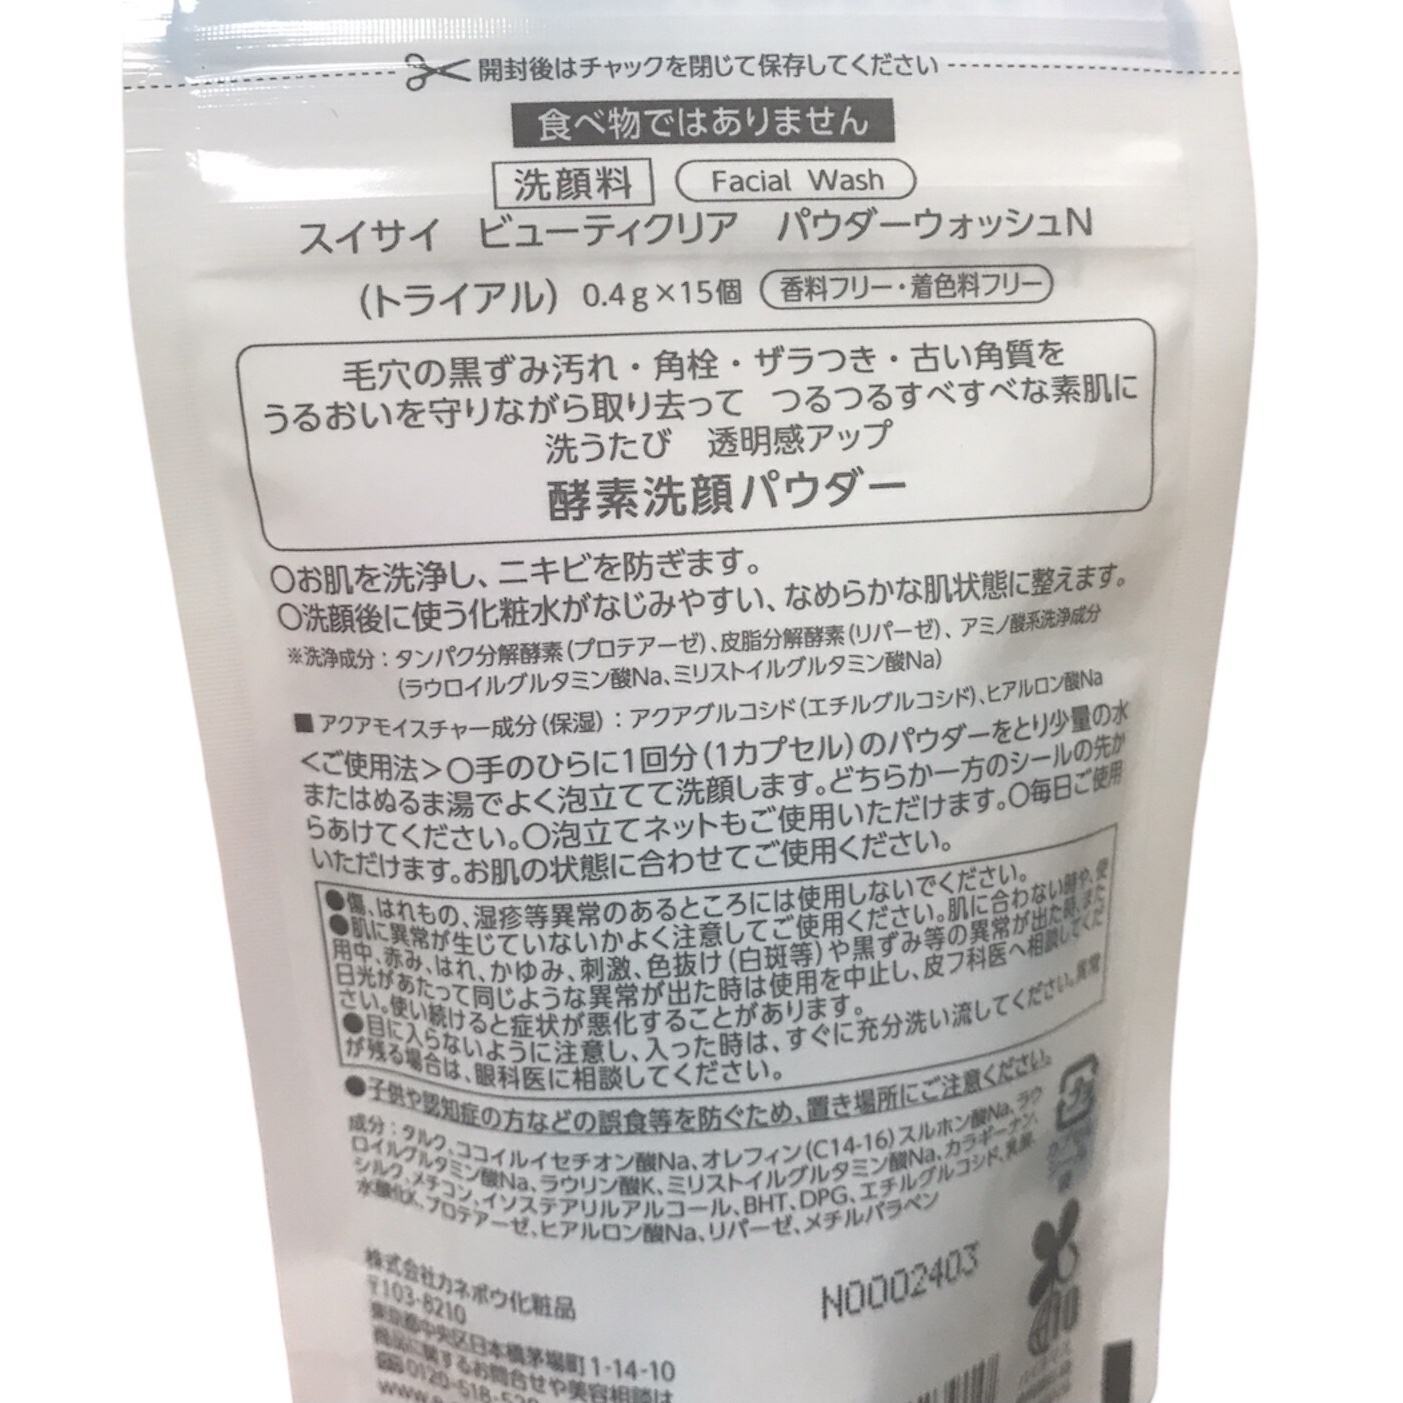 開封後はチャックを閉じて保存してください
食べ物ではありません
洗顔料 Facial Wash
スイサイ ビューティクリア パウダーウォッシュN
(トライアル) 0.4g×15個 香料フリー・着色料フリー
毛穴の黒ずみ汚れ・角栓・ザラつき・古い角質を
うるおいを守りながら取り去って つるつるすべすべな素肌に
洗うたび 透明感アップ
酵素洗顔パウダー
○お肌を洗浄し、ニキビを防ぎます。
○洗顔後に使う化粧水がなじみやすい、なめらかな肌状態に整えます。
※洗浄成分：タンパク分解酵素(プロテアーゼ)、皮脂分解酵素(リパーゼ)、アミノ酸系洗浄成分
(ラウロイルグルタミン酸Na、ミリストイルグルタミン酸Na)
■アクアモイスチャー成分(保湿)：アクアグルコシド(エチルグルコシド)、ヒアルロン酸Na
＜ご使用法＞○手のひらに1回分(1カプセル)のパウダーをとり少量の水
またはぬるま湯でよく泡立てて洗顔します。どちらか一方のシールの先か
らあけてください。○泡立てネットもご使用いただけます。○毎日ご使用
いただけます。お肌の状態に合わせてご使用ください。
●傷、はれもの、湿疹等異常のあるところには使用しないでください。
●肌に異常が生じていないかよく注意してご使用ください。肌に合わない時や、使
用中、赤み、はれ、かゆみ、刺激、色抜け(白斑等)や黒ずみ等の異常が出た時、また
日光があたって同じような異常が出た時は使用を中止し、皮フ科医へ相談してくだ
さい。使い続けると症状が悪化することがあります。
●目に入らないように注意し、入った時は、すぐに充分洗い流してください。異常
が残る場合は、眼科医に相談してください。
●子供や認知症の方などの誤食等を防ぐため、置き場所にご注意ください。
成分：タルク、ココイルイセチオン酸Na、オレフィン(C14-16)スルホン酸Na、ラウ
ロイルグルタミン酸Na、ラウリン酸K、ミリストイルグルタミン酸Na、カラギーナン、
シルク、メチコン、イソステアリルアルコール、BHT、DPG、エチルグルコシド、乳酸、
水酸化K、プロテアーゼ、ヒアルロン酸Na、リパーゼ、メチルパラベン
プラ
カプセル
シール
袋
株式会社カネボウ化粧品
〒103-8210
東京都中央区日本橋茅場町1-14-10
商品に関するお問合せや美容相談は
0120-518-520
www.
N0002403